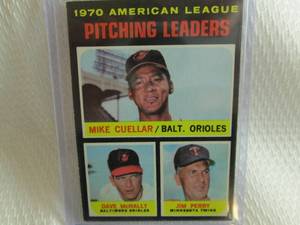 1970 AMERICAN LEAGUE
PITCHING LEADERS
MIKE CUELLAR / BALT. ORIOLES
DAVE McNALLY
BALTIMORE ORIOLES
JIM PERRY
MINNESOTA TWINS